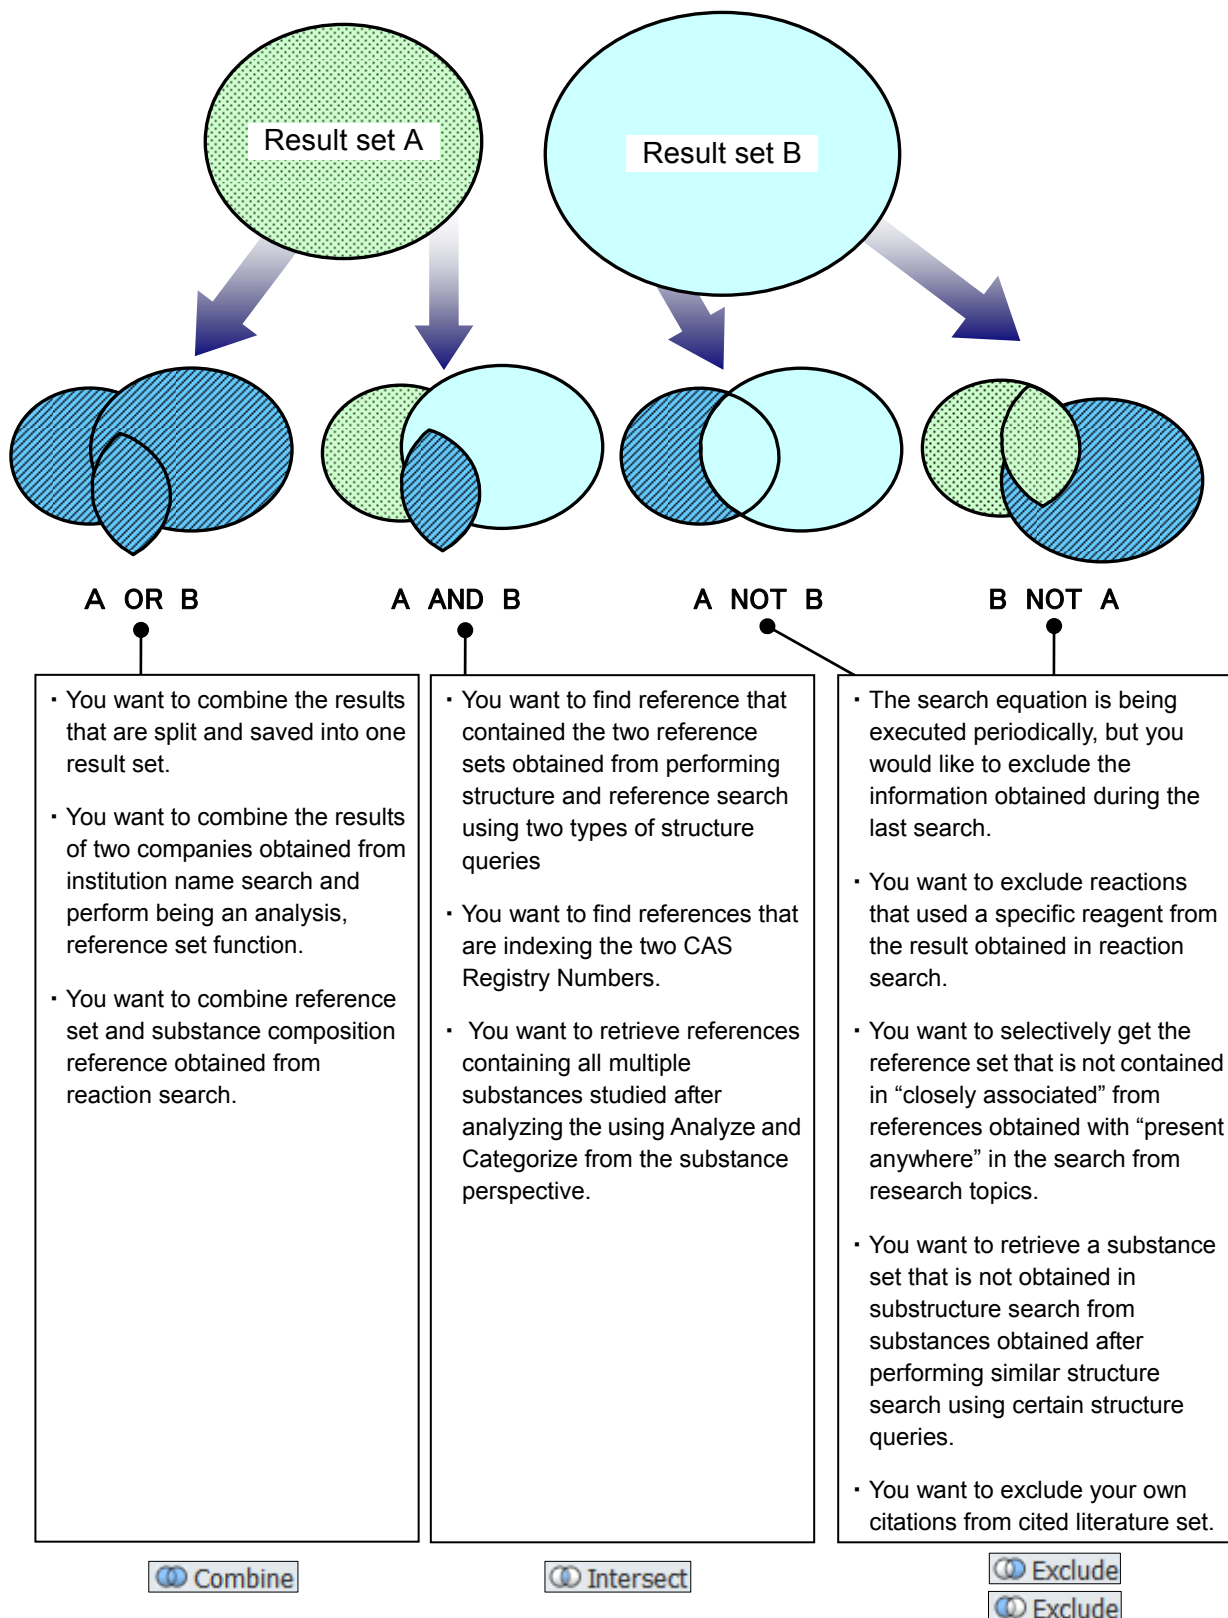 Result set A
Result set B
A OR B
A AND B
A NOT B
B NOT A
・You want to combine the results
that are split and saved into one
result set.
・You want to combine the results
of two companies obtained from
institution name search and
perform being an analysis,
reference set function.
・You want to combine reference
set and substance composition
reference obtained from
reaction search.
・You want to find reference that
contained the two reference
sets obtained from performing
structure and reference search
using two types of structure
queries
・You want to find references that
are indexing the two CAS
Registry Numbers.
・ You want to retrieve references
containing all multiple
substances studied after
analyzing the using Analyze and
Categorize from the substance
perspective.
・The search equation is being
executed periodically, but you
would like to exclude the
information obtained during the
last search.
・You want to exclude reactions
that used a specific reagent from
the result obtained in reaction
search.
・You want to selectively get the
reference set that is not contained
in “closely associated” from
references obtained with “present
anywhere” in the search from
research topics.
・You want to retrieve a substance
set that is not obtained in
substructure search from
substances obtained after
performing similar structure
search using certain structure
queries.
・You want to exclude your own
citations from cited literature set.
Combine
Intersect
Exclude
Exclude